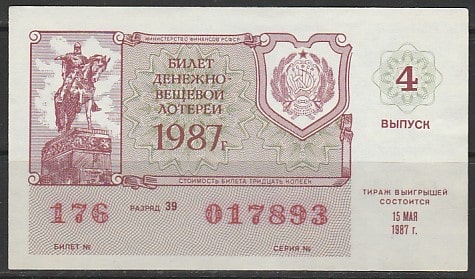 МИНИСТЕРСТВО ФИНАНСОВ РСФСР
БИЛЕТ
ДЕНЕЖНО-
ВЕЩЕВОЙ
ЛОТЕРЕИ
1987 г.
СТОИМОСТЬ БИЛЕТА ТРИДЦАТЬ КОПЕЕК
4
ВЫПУСК
176 РАЗРЯД 39 017893
БИЛЕТ № СЕРИЯ №
ТИРАЖ ВЫИГРЫШЕЙ
СОСТОИТСЯ
15 МАЯ
1987 г.